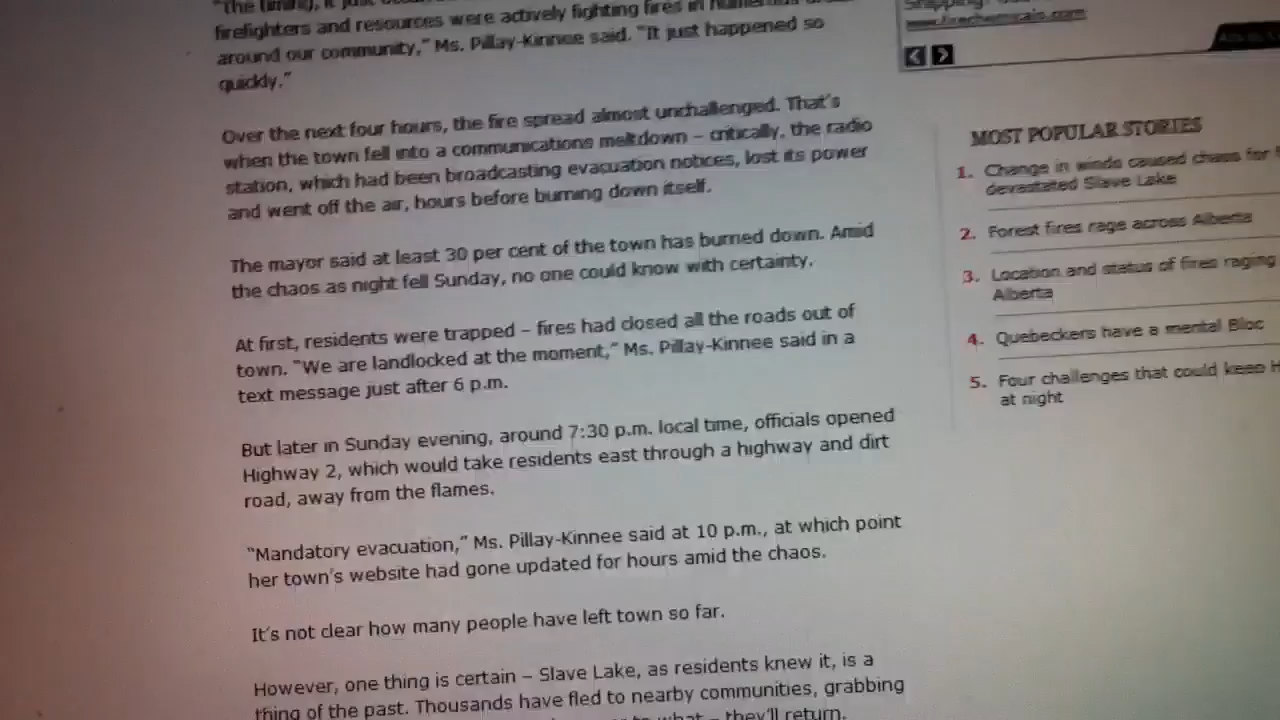 firefighters and resources were actively fighting fires in
around our community,” Ms. Pillay-Kinnee said. “It just happened so
quickly.”
Over the next four hours, the fire spread almost unchallenged. That's
when the town fell into a communications meltdown – critically, the radio
station, which had been broadcasting evacuation notices, lost its power
and went off the air, hours before burning down itself.
The mayor said at least 30 per cent of the town has burned down. Amid
the chaos as night fell Sunday, no one could know with certainty.
At first, residents were trapped – fires had closed all the roads out of
town. “We are landlocked at the moment,” Ms. Pillay-Kinnee said in a
text message just after 6 p.m.
But later in Sunday evening, around 7:30 p.m. local time, officials opened
Highway 2, which would take residents east through a highway and dirt
road, away from the flames.
“Mandatory evacuation,” Ms. Pillay-Kinnee said at 10 p.m., at which point
her town's website had gone updated for hours amid the chaos.
It's not clear how many people have left town so far.
However, one thing is certain – Slave Lake, as residents knew it, is a
thing of the past. Thousands have fled to nearby communities, grabbing
what – they'll return.
www.firechemicals.com
MOST POPULAR STORIES
1. Change in winds caused chaos for
devastated Slave Lake
2. Forest fires rage across Alberta
3. Location and status of fires raging
Alberta
4. Quebeckers have a mental Bloc
5. Four challenges that could keep
at night